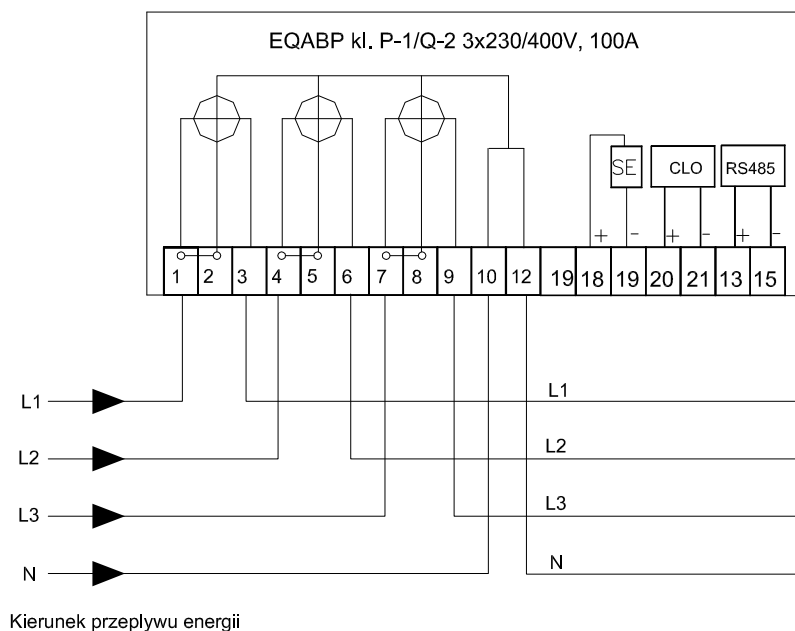 EQABP kl. P-1/Q-2 3x230/400V, 100A
SE CLO RS485
+ - + - + -
1 2 3 4 5 6 7 8 9 10 12 19 18 19 20 21 13 15
L1 L1
L2 L2
L3 L3
N N
Kierunek przeplywu energii